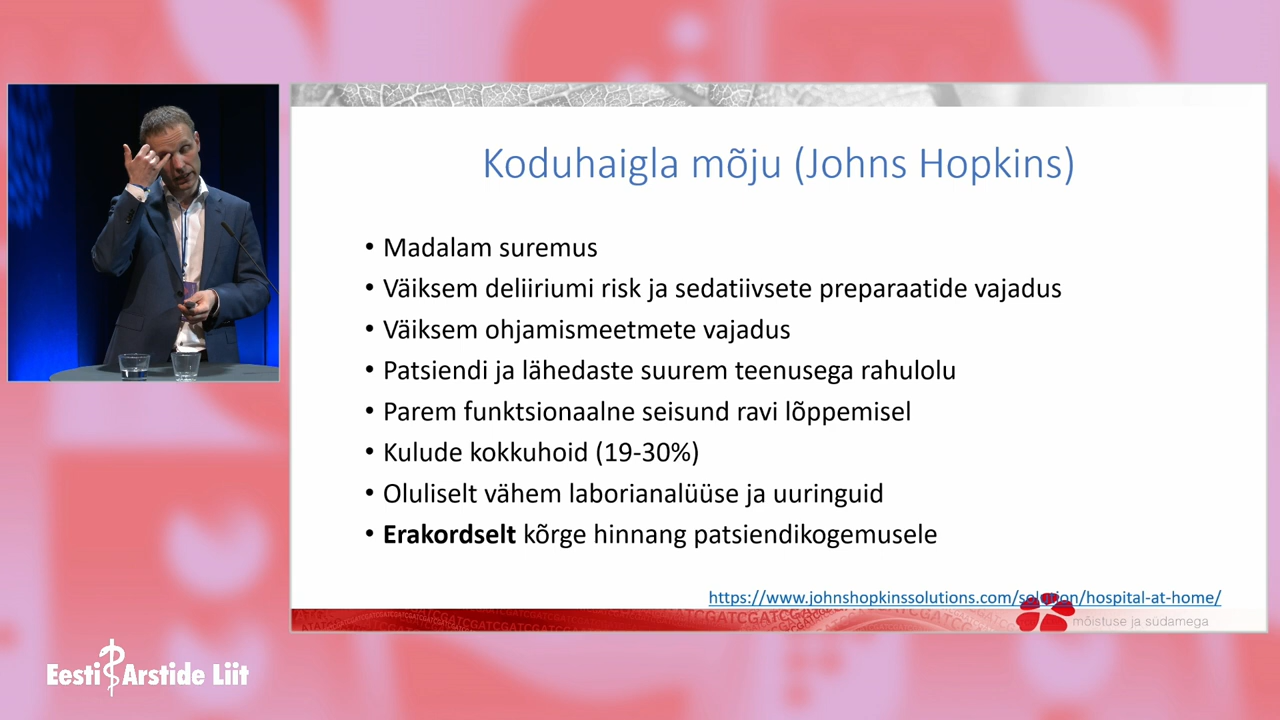 Koduhaigla mõju (Johns Hopkins)
• Madalam suremus
• Väiksem deliiriumi risk ja sedatiivsete preparaatide vajadus
• Väiksem ohjamismeetmete vajadus
• Patsiendi ja lähedaste suurem teenusega rahulolu
• Parem funktsionaalne seisund ravi lõppemisel
• Kulude kokkuhoid (19-30%)
• Oluliselt vähem laborianalüüse ja uuringuid
• Erakordselt kõrge hinnang patsiendikogemusele
https://www.johnshopkinssolutions.com/solution/hospital-at-home/
mõistuse ja südamega
Eesti Arstide Liit